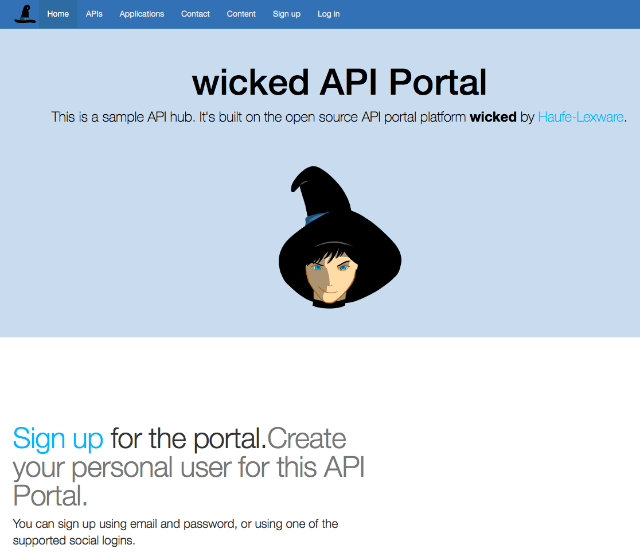 Home APIs Applications Contact Content Sign up Log in
wicked API Portal
This is a sample API hub. It's built on the open source API portal platform wicked by Haufe-Lexware.
Sign up for the portal.Create
your personal user for this API
Portal.
You can sign up using email and password, or using one of the
supported social logins.